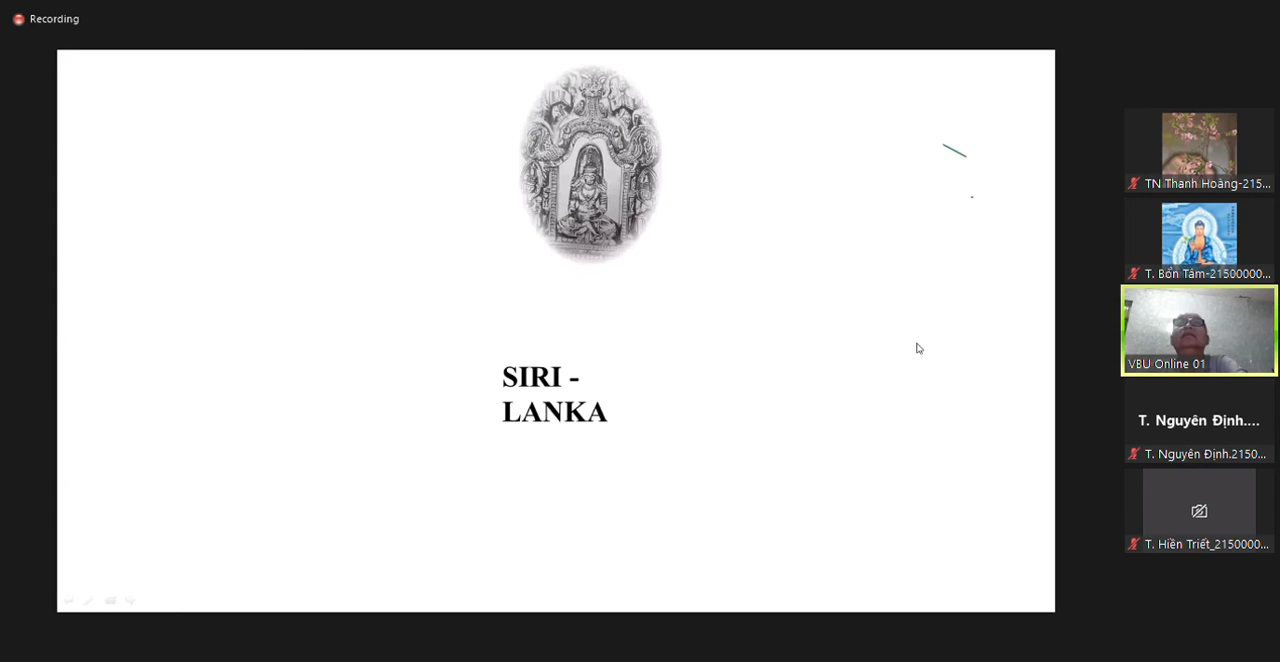 Recording
SIRI -
LANKA
TN Thanh Hoàng-215...
T. Bổn Tâm-21500000...
VBU Online 01
T. Nguyên Định....
T. Nguyên Định.2150...
T. Hiền Triết_2150000...